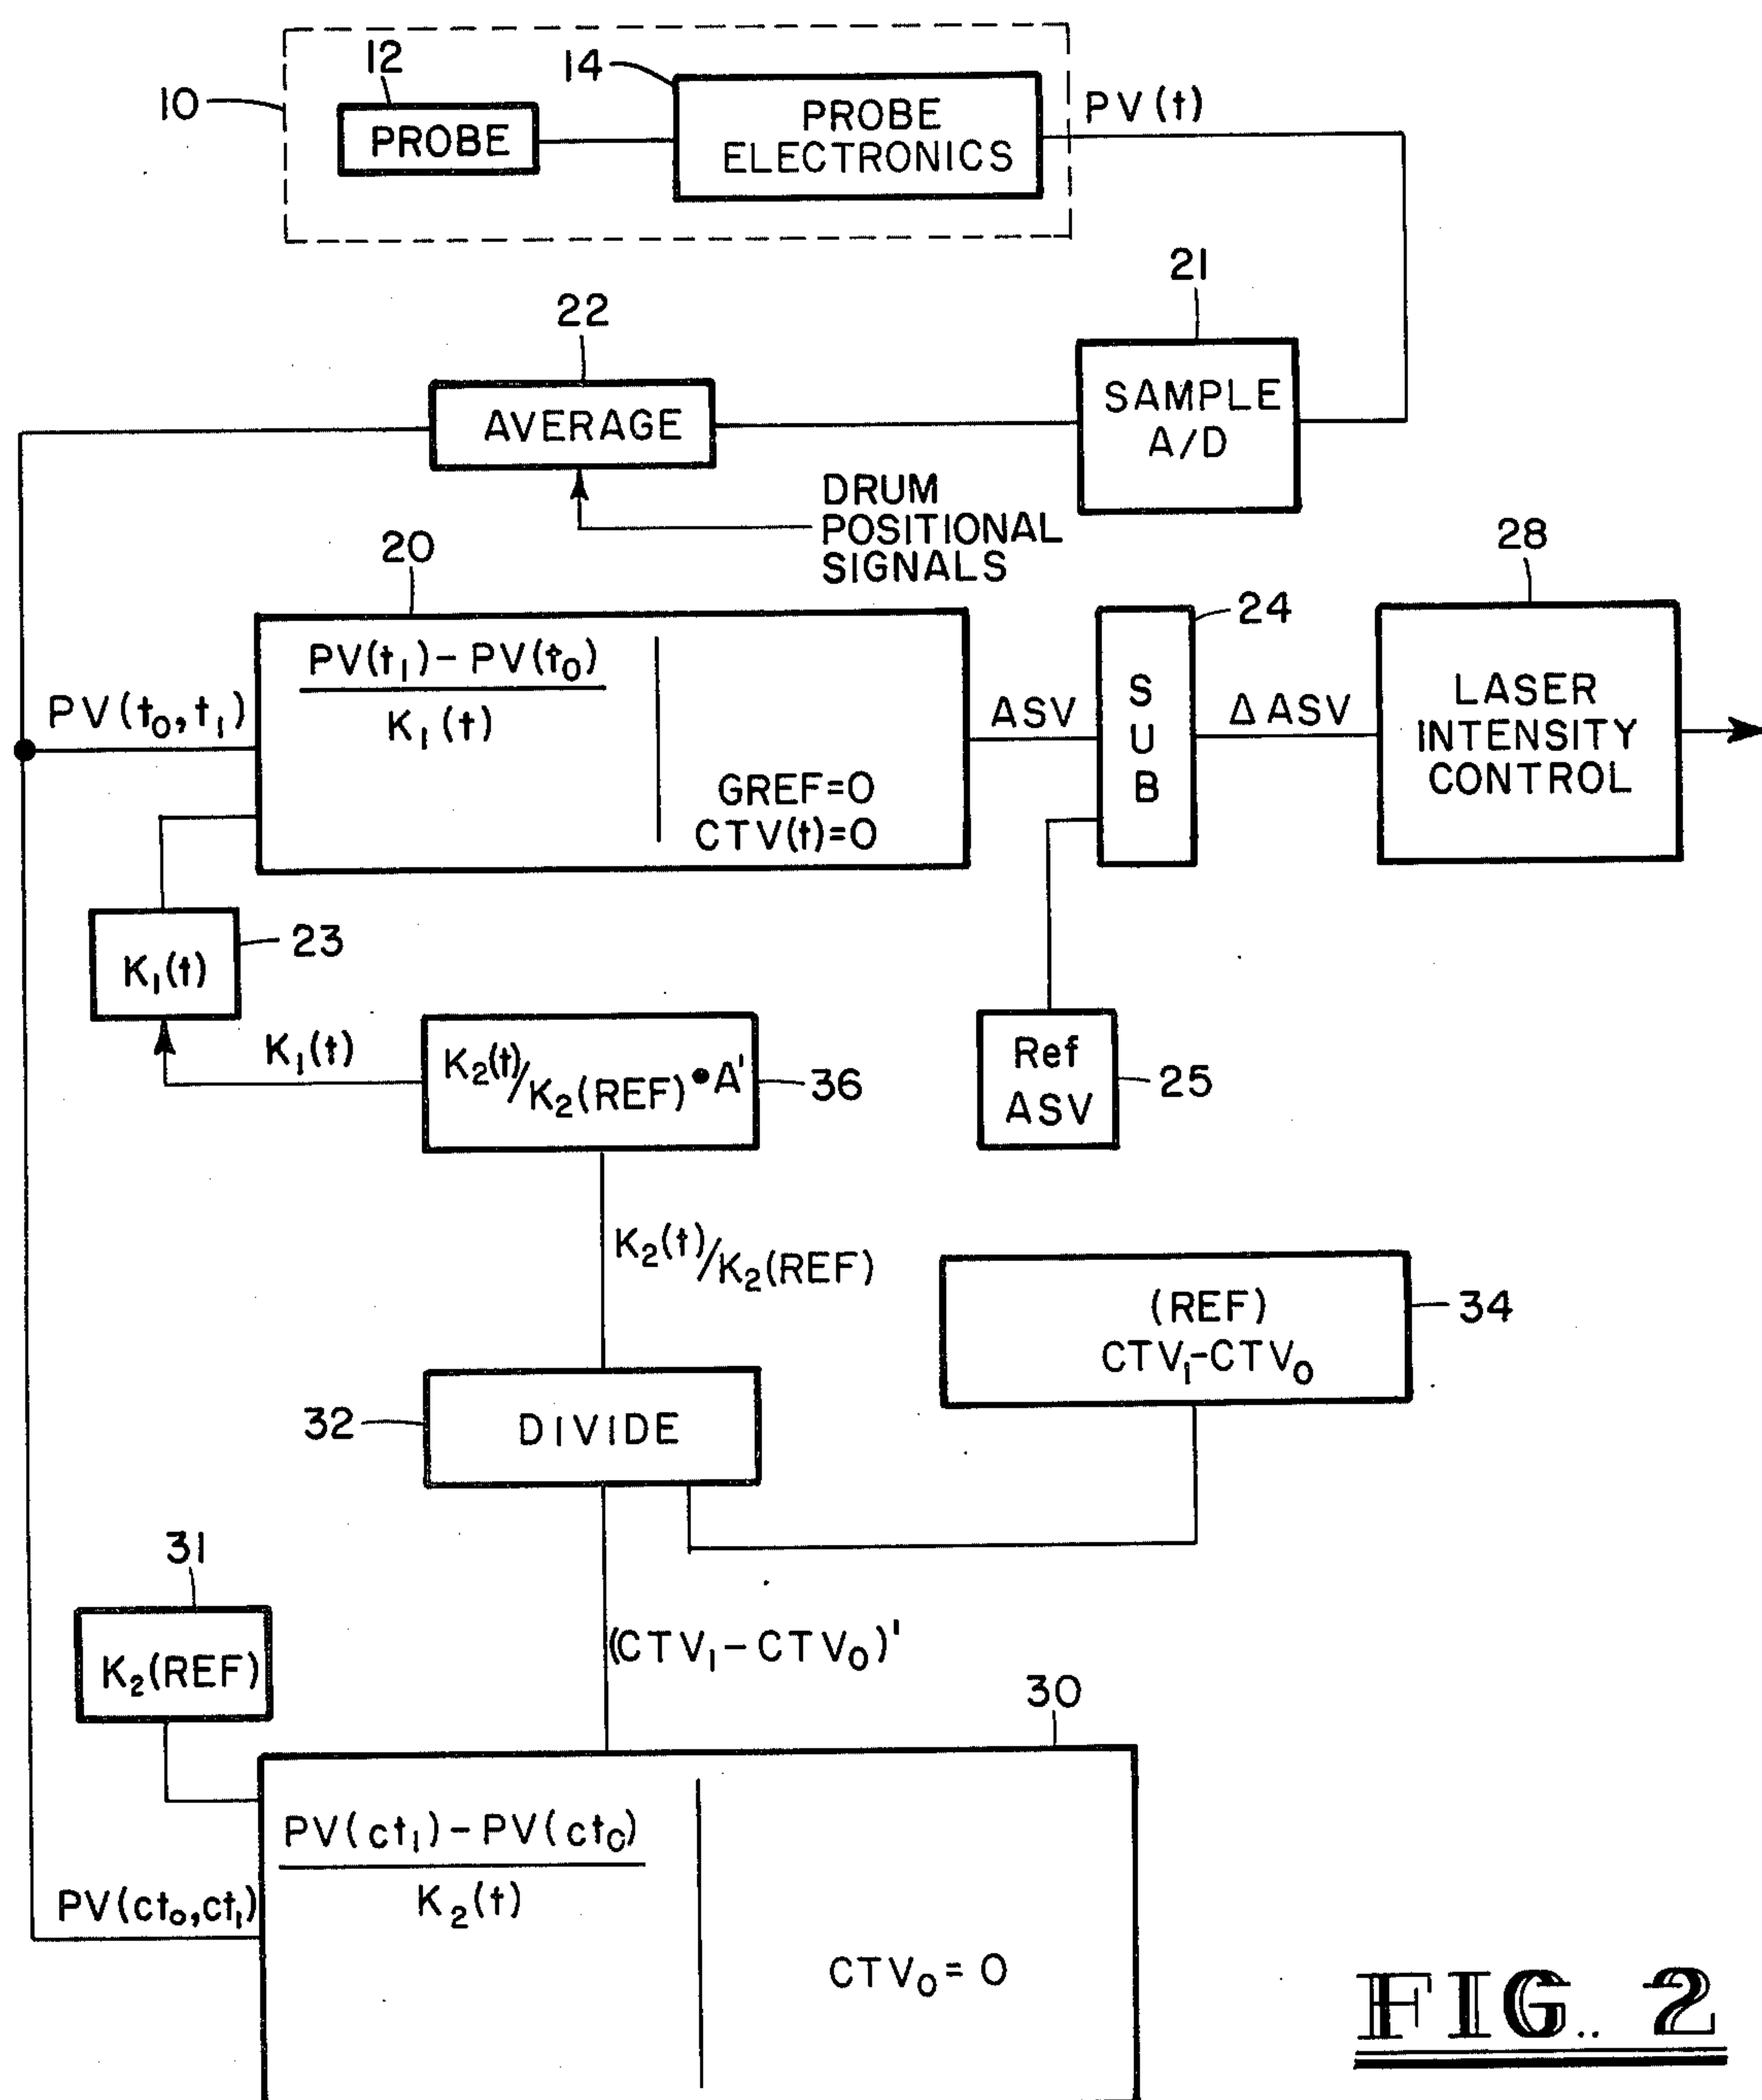 12
14
10
PROBE
PROBE
ELECTRONICS
PV(t)
21
22
SAMPLE
A/D
AVERAGE
DRUM
POSITIONAL
SIGNALS
20
28
24
PV(t₁) - PV(t₀)
K₁(t)
GREF=0
CTV(t)=0
PV(t₀,t₁)
ASV
SUB
Δ ASV
LASER
INTENSITY
CONTROL
23
K₁(t)
K₁(t)
K₂(t)/K₂(REF) • A'
36
Ref
ASV
25
K₂(t)/K₂(REF)
(REF)
CTV₁-CTV₀
34
32
DIVIDE
31
K₂(REF)
(CTV₁ - CTV₀)'
30
PV(ct₁) - PV(ct₀)
K₂(t)
PV(ct₀,ct₁)
CTV₀ = 0
FIG. 2